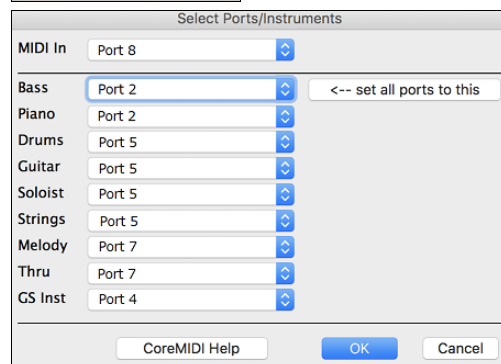 Select Ports/Instruments
MIDI In Port 8
Bass Port 2 <-- set all ports to this
Piano Port 2
Drums Port 5
Guitar Port 5
Soloist Port 5
Strings Port 5
Melody Port 7
Thru Port 7
GS Inst Port 4
CoreMIDI Help OK Cancel